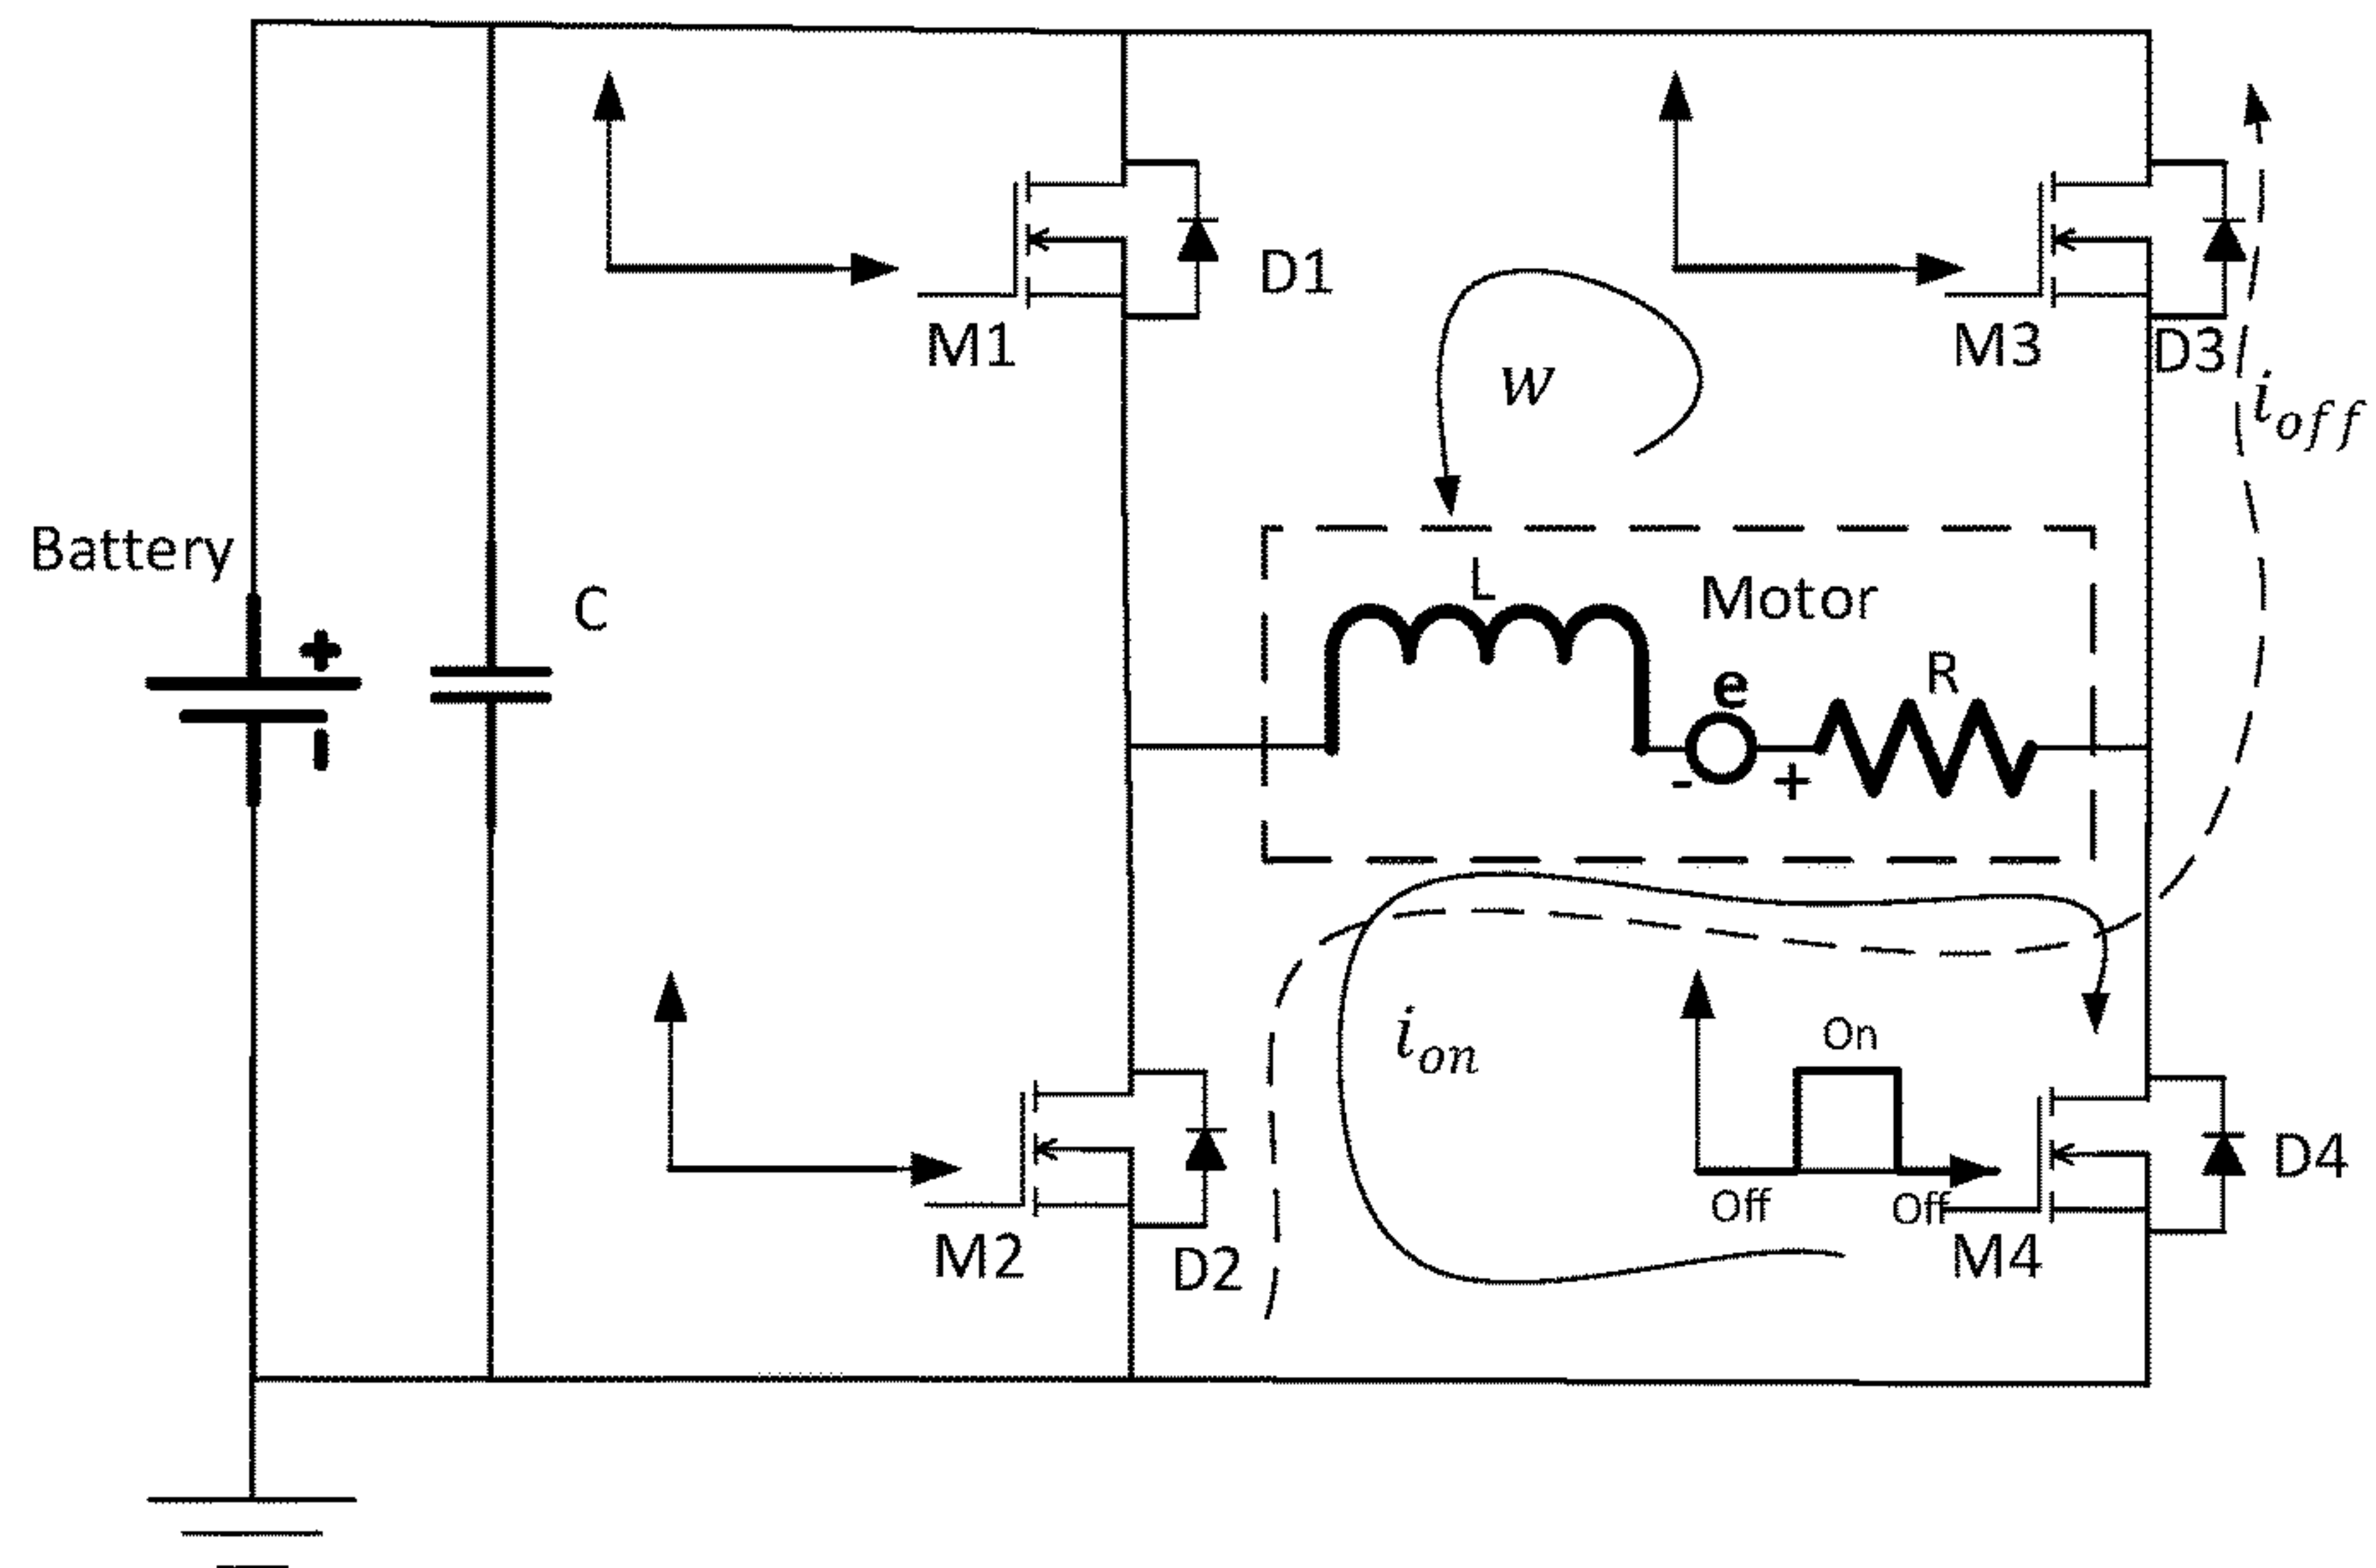 D1
M1
M3
D3
w
i_off
Battery
+
-
C
L
Motor
e
R
-
+
i_on
On
Off
Off
M4
D4
M2
D2